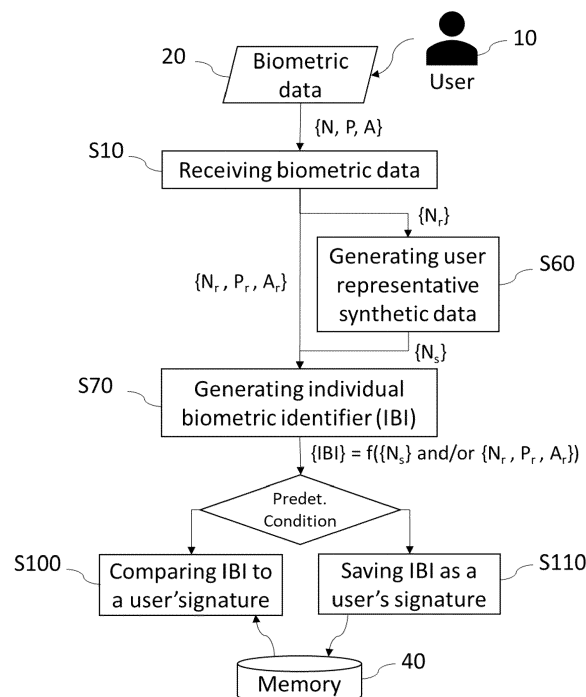 10
20
Biometric
data
User
{N, P, A}
S10
Receiving biometric data
{Nᵣ}
Generating user
representative
synthetic data
S60
{Nᵣ , Pᵣ , Aᵣ}
{Nₛ}
S70
Generating individual
biometric identifier (IBI)
{IBI} = f({Nₛ} and/or {Nᵣ , Pᵣ , Aᵣ})
Predet.
Condition
S100
Comparing IBI to
a user'signature
Saving IBI as a
user's signature
S110
40
Memory